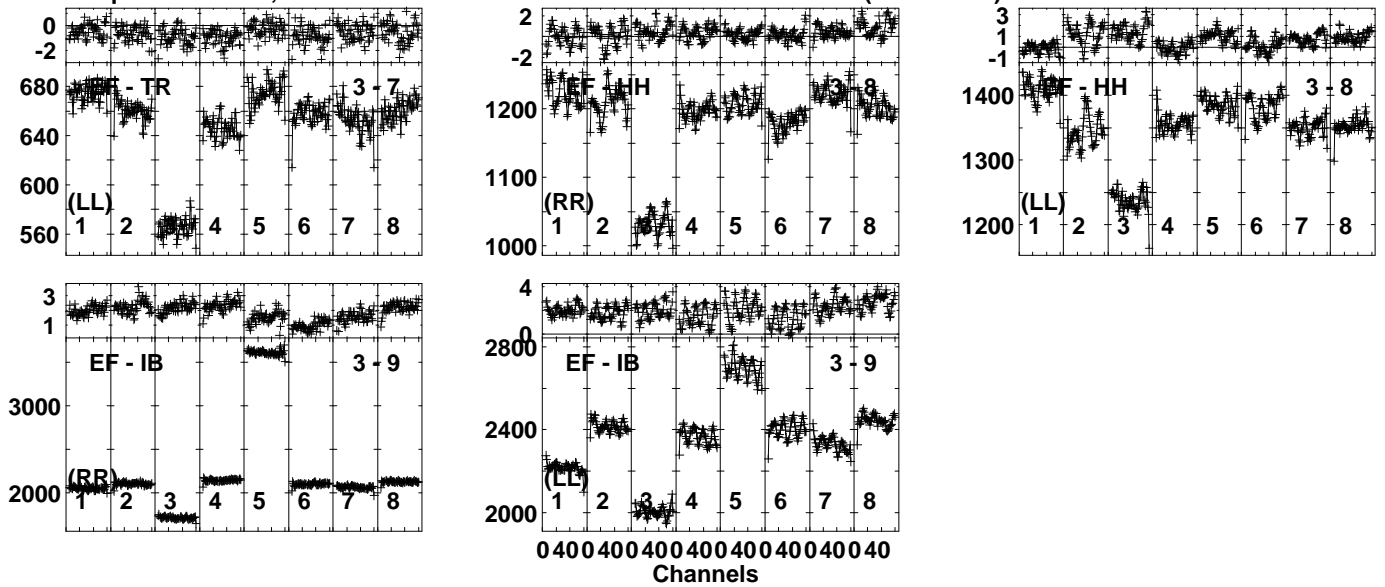 0
-2
680
640
600
560
EF - TR 3 - 7
(LL)
1 2 3 4 5 6 7 8
2
-2
1200
1100
1000
EF - HH 3 - 8
(RR)
1 2 3 4 5 6 7 8
3
1
-1
1400
1300
1200
EF - HH 3 - 8
(LL)
1 2 3 4 5 6 7 8
3
1
3000
2000
EF - IB 3 - 9
(RR)
1 2 3 4 5 6 7 8
4
0
2800
2400
2000
EF - IB 3 - 9
(LL)
1 2 3 4 5 6 7 8
0 40 0 40 0 40 0 40 0 40 0 40 0 40 0 40
Channels